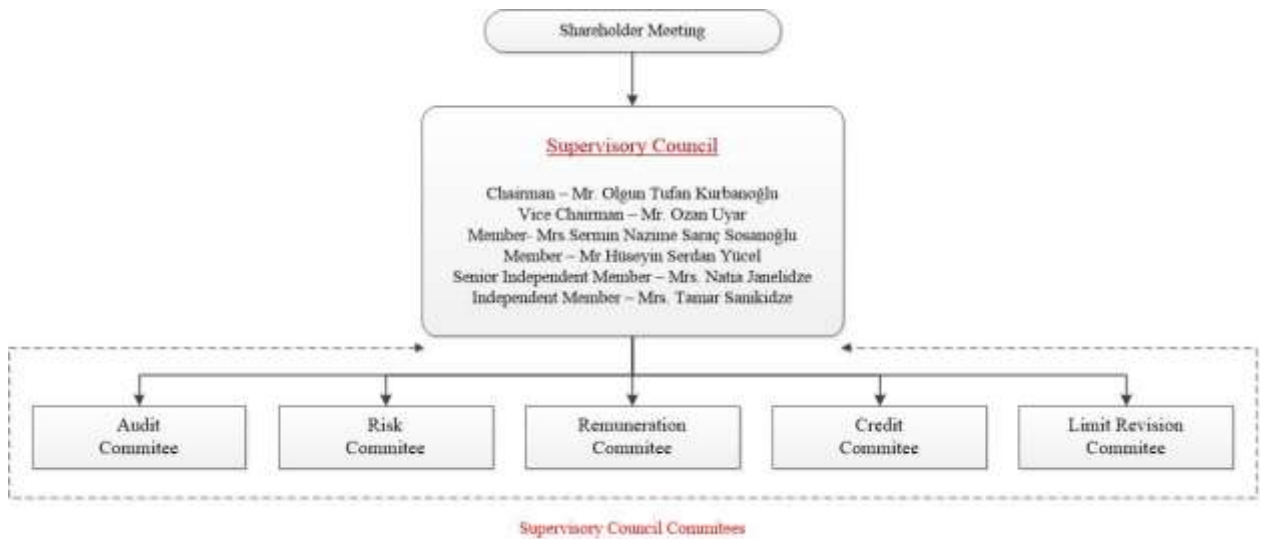 Shareholder Meeting
Supervisory Council
Chairman – Mr. Olgun Tufan Kurbanoğlu
Vice Chairman – Mr. Ozan Uyar
Member- Mrs Sermin Nazime Saraç Sosanoğlu
Member – Mr Hüseyin Serdan Yücel
Senior Independent Member – Mrs. Natia Janelidze
Independent Member – Mrs. Tamar Sanikidze
Audit
Commitee
Risk
Commitee
Remuneration
Commitee
Credit
Commitee
Limit Revision
Commitee
Supervisory Council Commitees